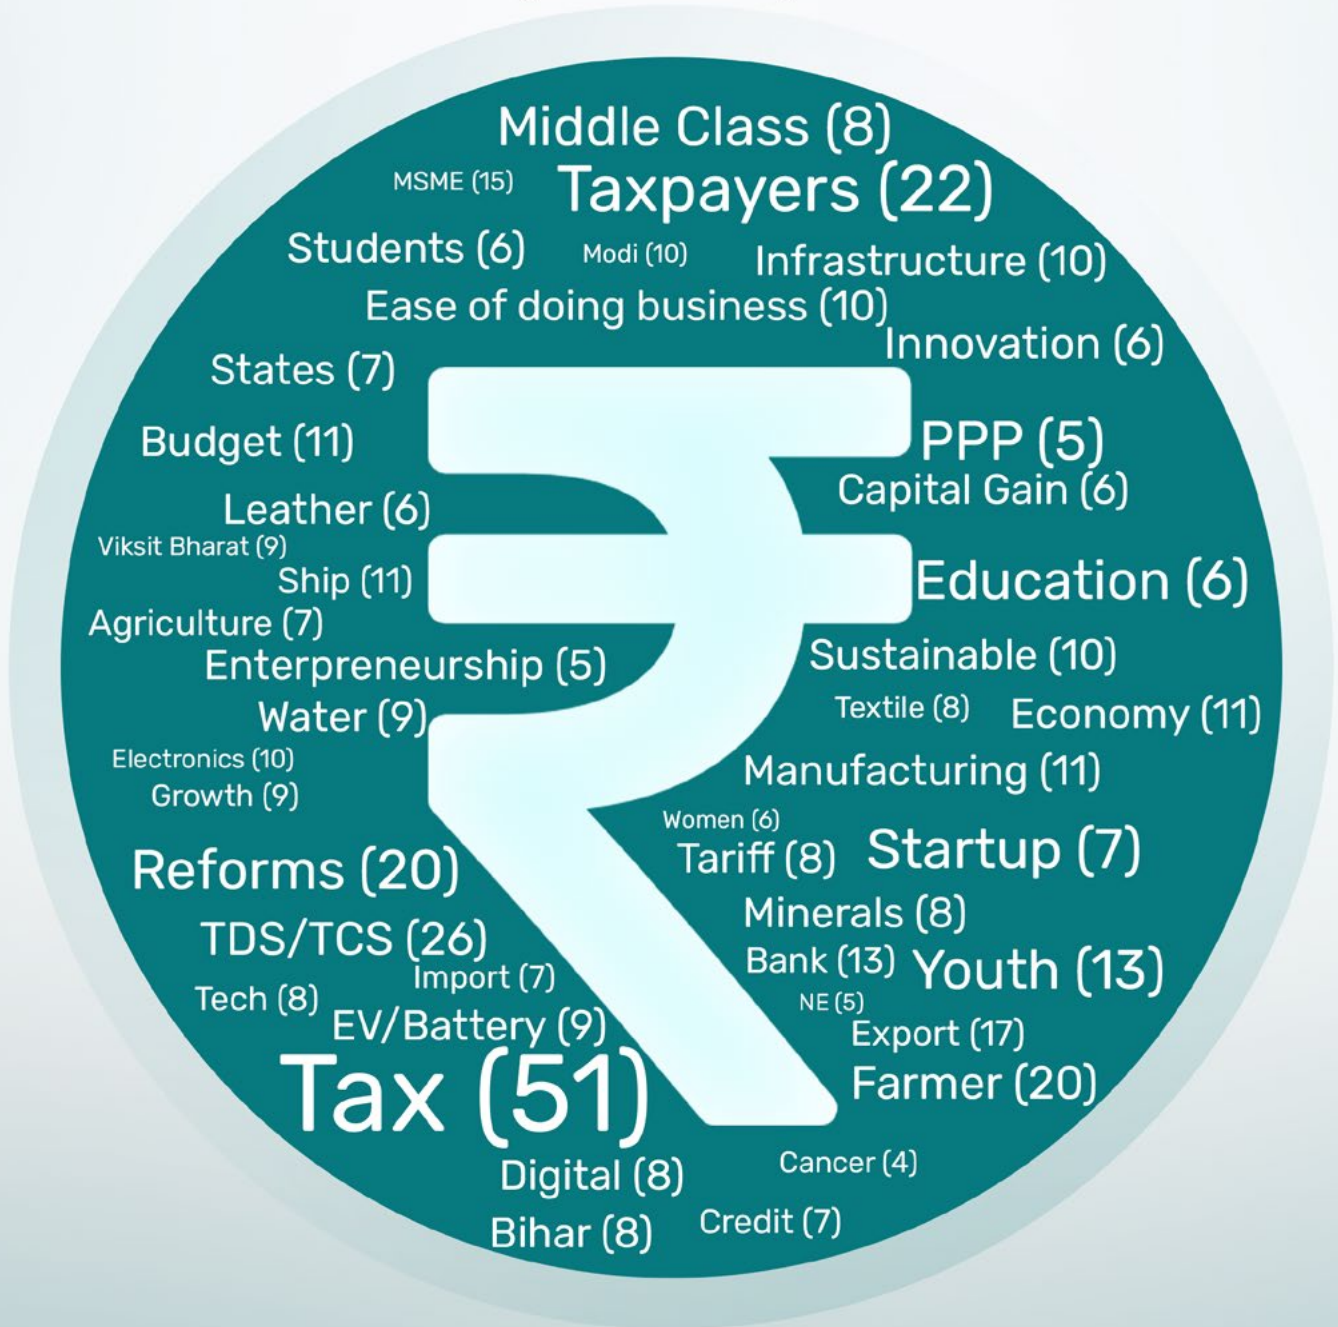 Middle Class (8)
MSME (15) Taxpayers (22)
Students (6) Modi (10) Infrastructure (10)
Ease of doing business (10)
Innovation (6)
States (7)
Budget (11) PPP (5)
Capital Gain (6)
Leather (6)
Viksit Bharat (9)
Ship (11) Education (6)
Agriculture (7)
Enterpreneurship (5) Sustainable (10)
Water (9) Textile (8) Economy (11)
Electronics (10) Manufacturing (11)
Growth (9)
Women (6)
Reforms (20) Tariff (8) Startup (7)
Minerals (8)
TDS/TCS (26) Bank (13) Youth (13)
Import (7)
Tech (8) NE (5)
EV/Battery (9) Export (17)
Tax (51) Farmer (20)
Digital (8) Cancer (4)
Bihar (8) Credit (7)
₹